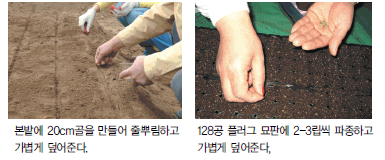 본밭에 20cm골을 만들어 줄뿌림하고
가볍게 덮어준다.
128공 플러그 묘판에 2-3립씩 파종하고
가볍게 덮어준다,